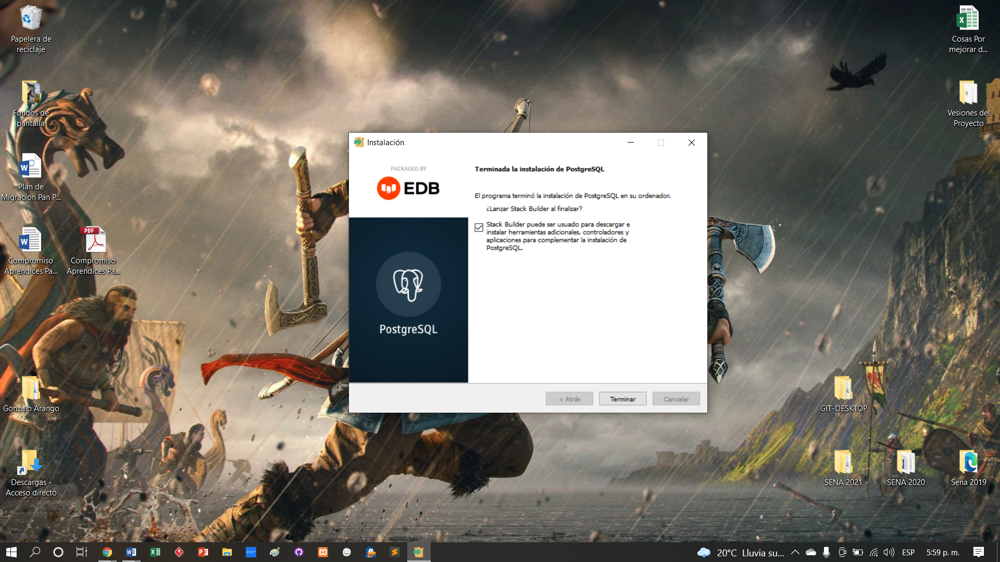 Papelera de
reciclaje
Fondos de
pantalla
Plan de
Migracion Pan P...
Compromiso
Aprendices Pa...
PDF
Compromiso
Aprendices Pa...
Gonzalo Arango
Descargas -
Acceso directo
Instalación
PACKAGED BY
EDB
PostgreSQL
Terminada la instalación de PostgreSQL
El programa terminó la instalación de PostgreSQL en su ordenador.
¿Lanzar Stack Builder al finalizar?
Stack Builder puede ser usado para descargar e
instalar herramientas adicionales, controladores y
aplicaciones para complementar la instalación de
PostgreSQL.
< Atrás
Terminar
Cancelar
Cosas Por
mejorar d...
Vesiones del
Proyecto
GIT-DESKTOP
SENA 2021
SENA 2020
Sena 2019
20°C Lluvia su...
ESP
5:59 p. m.